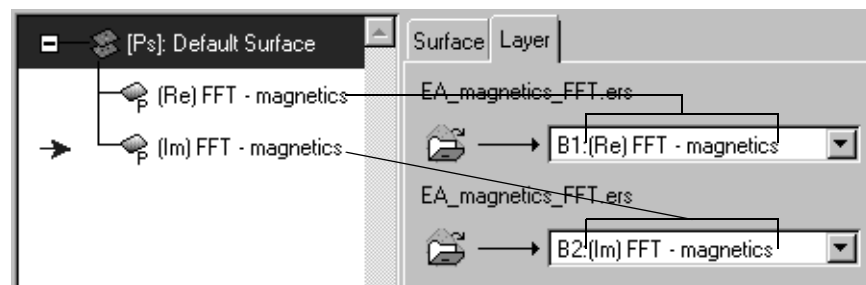 [Ps]: Default Surface
(Re) FFT - magnetics
(Im) FFT - magnetics
Surface Layer
EA_magnetics_FFT.ers
B1:(Re) FFT - magnetics
EA_magnetics_FFT.ers
B2:(Im) FFT - magnetics